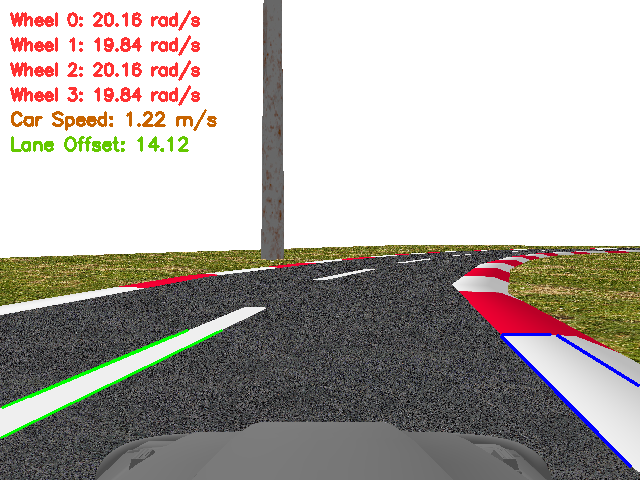 Wheel 0: 20.16 rad/s
Wheel 1: 19.84 rad/s
Wheel 2: 20.16 rad/s
Wheel 3: 19.84 rad/s
Car Speed: 1.22 m/s
Lane Offset: 14.12